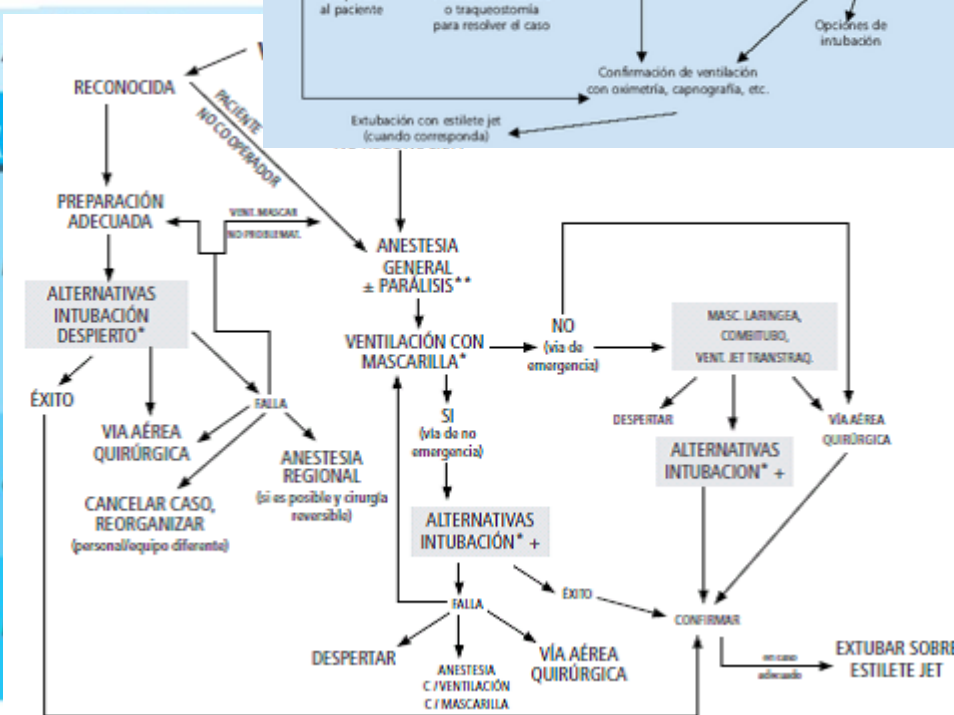 al paciente
o traqueostomía
para resolver el caso
Opciones de
intubación
Confirmación de ventilación
con oximetría, capnografía, etc.
Extubación con estilete jet
(cuando corresponda)
RECONOCIDA
PACIENTE
NO COOPERADOR
PREPARACIÓN
ADECUADA
VENT. MASCAR
NO PROBLEMAT.
ANESTESIA
GENERAL
± PARÁLISIS**
ALTERNATIVAS
INTUBACIÓN
DESPIERTO*
VENTILACIÓN CON
MASCARILLA*
NO
(via de
emergencia)
MASC. LARINGEA,
COMBITUBO,
VENT. JET TRANSTRAQ.
ÉXITO
FALLA
VIA AÉREA
QUIRÚRGICA
ANESTESIA
REGIONAL
(si es posible y cirugía
reversible)
CANCELAR CASO,
REORGANIZAR
(personal/equipo diferente)
SI
(via de no
emergencia)
DESPERTAR
VÍA AÉREA
QUIRÚRGICA
ALTERNATIVAS
INTUBACION* +
ALTERNATIVAS
INTUBACIÓN* +
FALLA
ÉXITO
CONFIRMAR
DESPERTAR
ANESTESIA
C / VENTILACIÓN
C / MASCARILLA
VÍA AÉREA
QUIRÚRGICA
en caso
adecuado
EXTUBAR SOBRE
ESTILETE JET